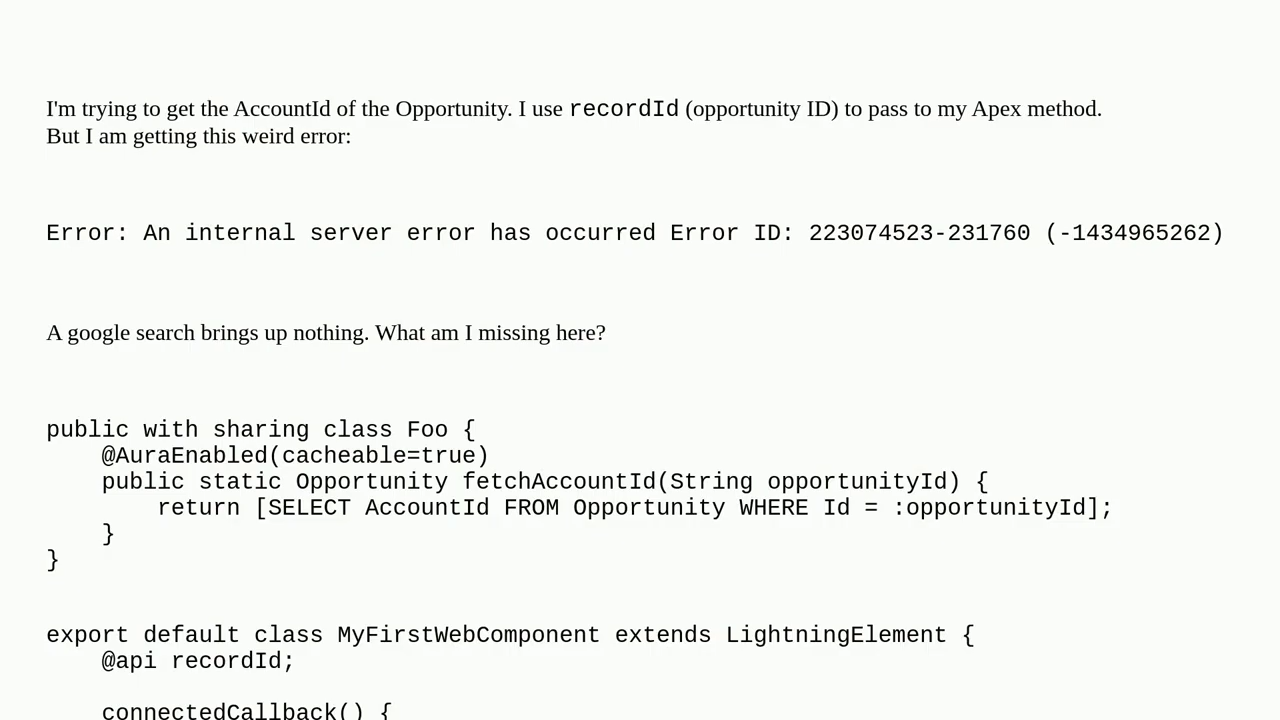 I'm trying to get the AccountId of the Opportunity. I use recordId (opportunity ID) to pass to my Apex method.
But I am getting this weird error:
Error: An internal server error has occurred Error ID: 223074523-231760 (-1434965262)
A google search brings up nothing. What am I missing here?
public with sharing class Foo {
    @AuraEnabled(cacheable=true)
    public static Opportunity fetchAccountId(String opportunityId) {
        return [SELECT AccountId FROM Opportunity WHERE Id = :opportunityId];
    }
}
export default class MyFirstWebComponent extends LightningElement {
    @api recordId;
    connectedCallback() {